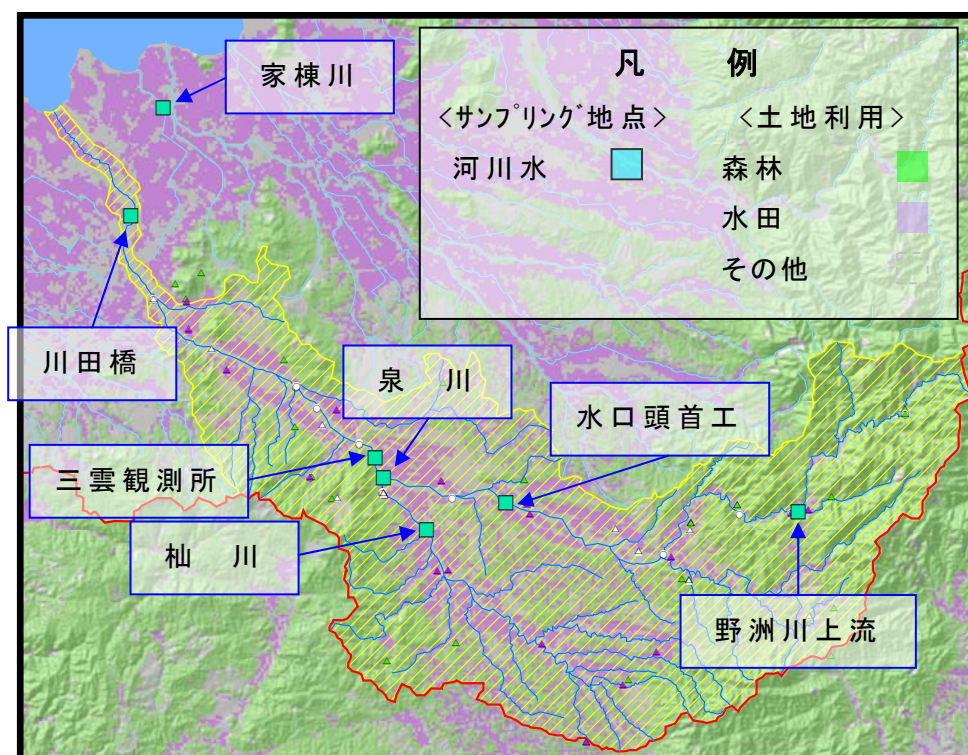 家棟川
凡 例
<サンプリング地点>
<土地利用>
河川水
森林
水田
その他
川田橋
泉 川
水口頭首工
三雲観測所
杣 川
野洲川上流